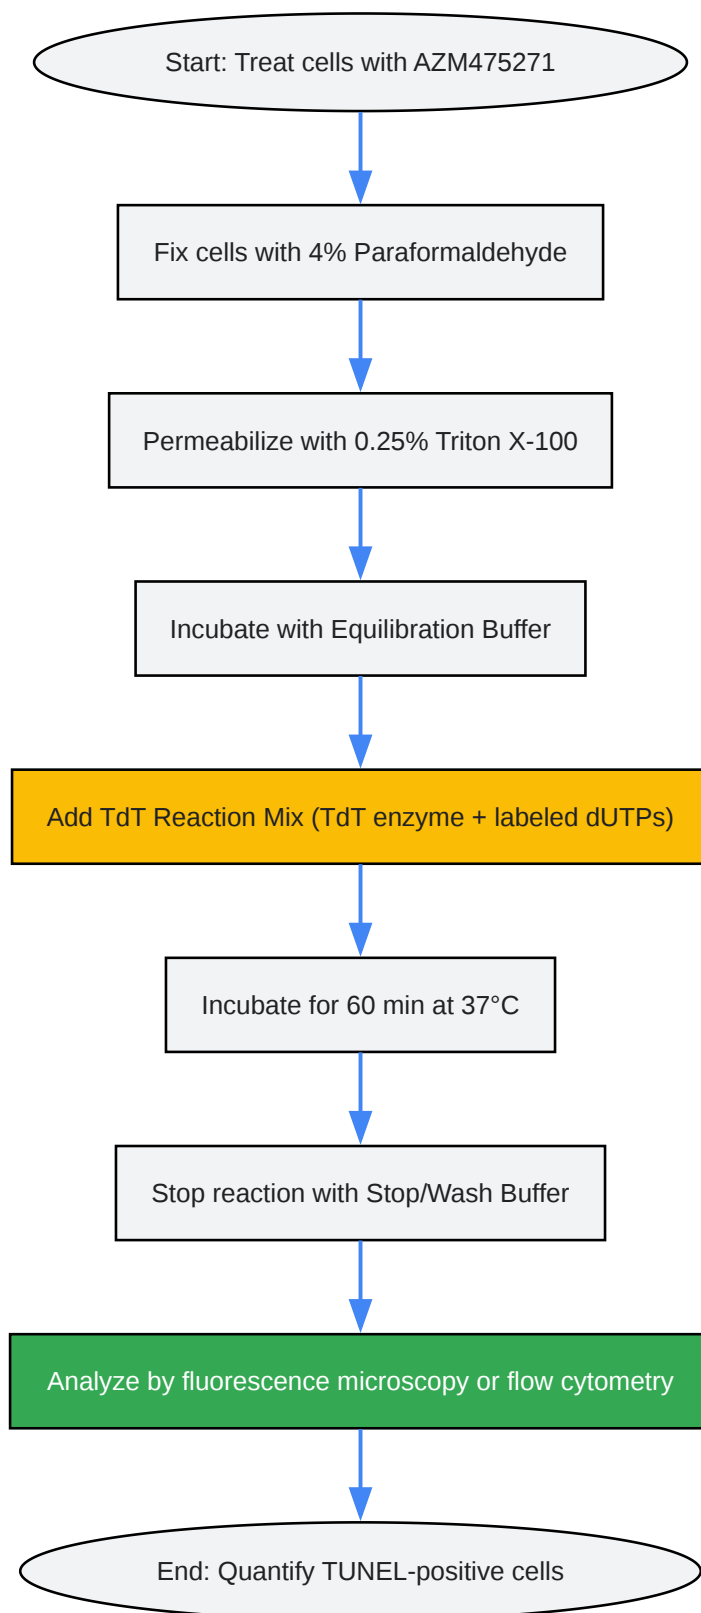 Start: Treat cells with AZM475271
Fix cells with 4% Paraformaldehyde
Permeabilize with 0.25% Triton X-100
Incubate with Equilibration Buffer
Add TdT Reaction Mix (TdT enzyme + labeled dUTPs)
Incubate for 60 min at 37°C
Stop reaction with Stop/Wash Buffer
Analyze by fluorescence microscopy or flow cytometry
End: Quantify TUNEL-positive cells